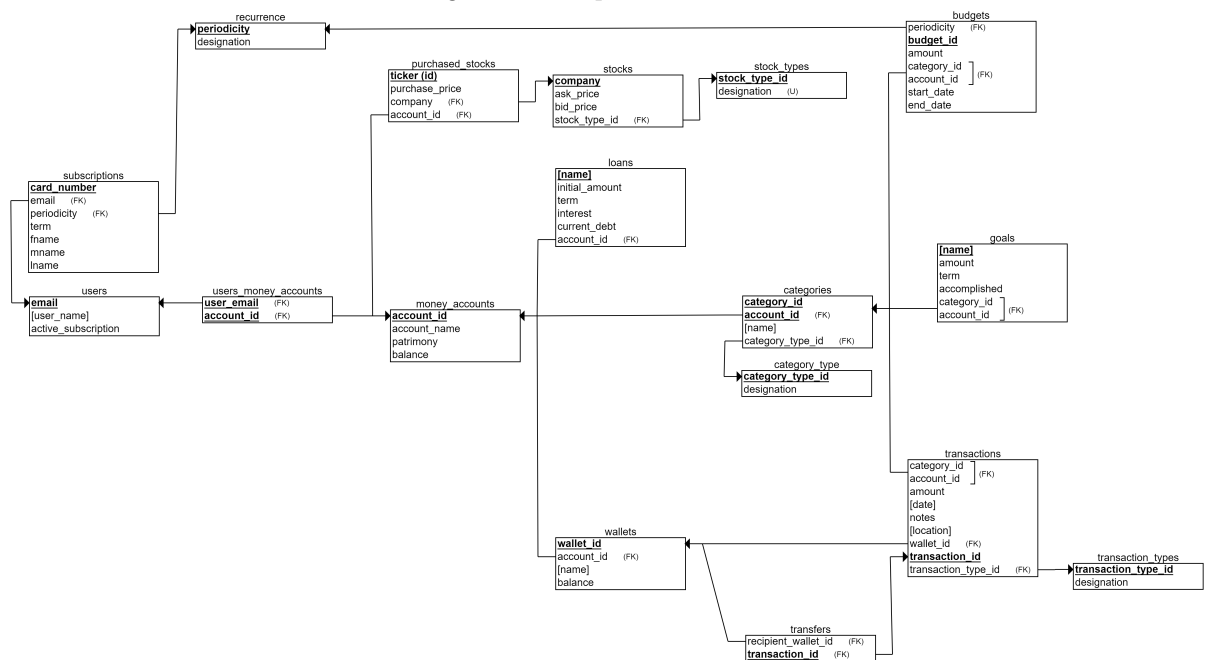 recurrence
periodicity
designation
budgets
periodicity (FK)
budget_id
amount
category_id
account_id
(FK)
start_date
end_date
purchased_stocks
ticker (id)
purchase_price
company (FK)
account_id (FK)
stocks
company
ask_price
bid_price
stock_type_id (FK)
stock_types
stock_type_id
designation (U)
subscriptions
card_number
email (FK)
periodicity (FK)
term
fname
mname
lname
loans
[name]
initial_amount
term
interest
current_debt
account_id (FK)
goals
[name]
amount
term
accomplished
category_id
account_id
(FK)
users
email
[user_name]
active_subscription
users_money_accounts
user_email (FK)
account_id (FK)
money_accounts
account_id
account_name
patrimony
balance
categories
category_id
account_id (FK)
[name]
category_type_id (FK)
category_type
category_type_id
designation
transactions
category_id
account_id
(FK)
amount
[date]
notes
[location]
wallet_id (FK)
transaction_id
transaction_type_id (FK)
wallets
wallet_id
account_id (FK)
[name]
balance
transaction_types
transaction_type_id
designation
transfers
recipient_wallet_id (FK)
transaction_id (FK)